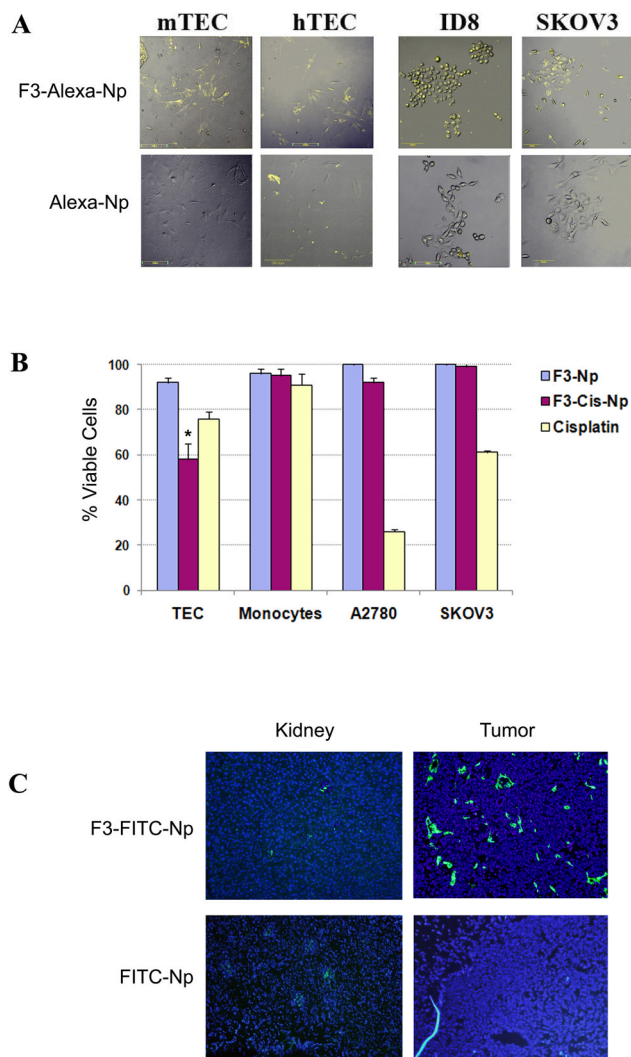 A
mTEC hTEC ID8 SKOV3
F3-Alexa-Np
Alexa-Np
B
% Viable Cells
100
80
60
40
20
0
*
F3-Np
F3-Cis-Np
Cisplatin
TEC Monocytes A2780 SKOV3
C
Kidney Tumor
F3-FITC-Np
FITC-Np